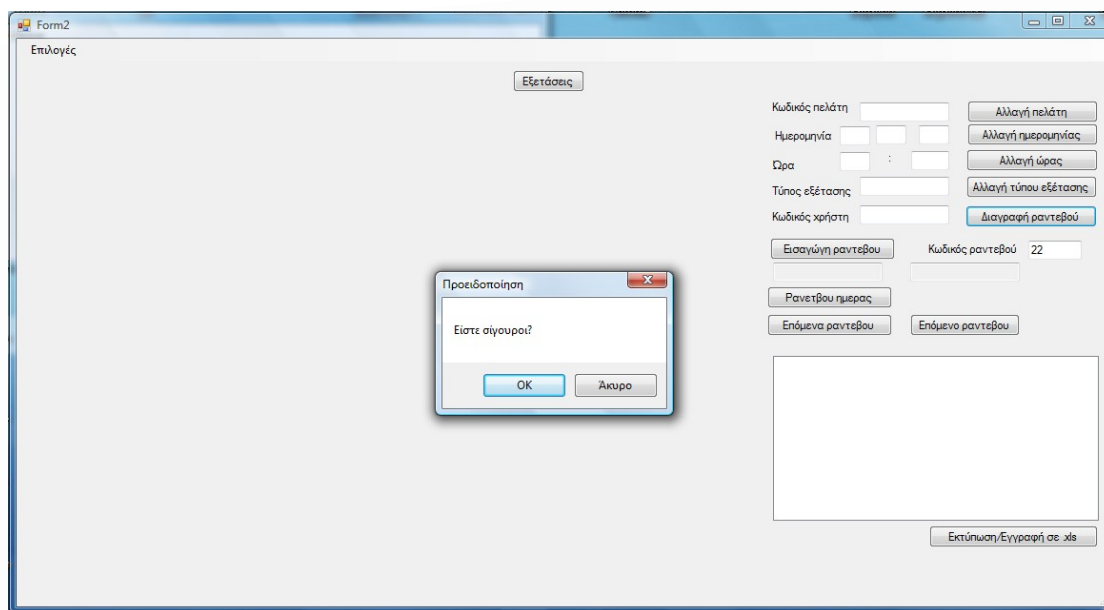 Form2
Επιλογές
Εξετάσεις
Κωδικός πελάτη
Αλλαγή πελάτη
Ημερομηνία
Αλλαγή ημερομηνίας
Ώρα
:
Αλλαγή ώρας
Τύπος εξέτασης
Αλλαγή τύπου εξέτασης
Κωδικός χρήστη
Διαγραφή ραντεβού
Εισαγώγη ραντεβου
Κωδικός ραντεβού 22
Ρανετβου ημερας
Επόμενα ραντεβου
Επόμενο ραντεβου
Προειδοποίηση
Είστε σίγουροι?
OK
Άκυρο
Εκτύπωση/Εγγραφή σε .xls